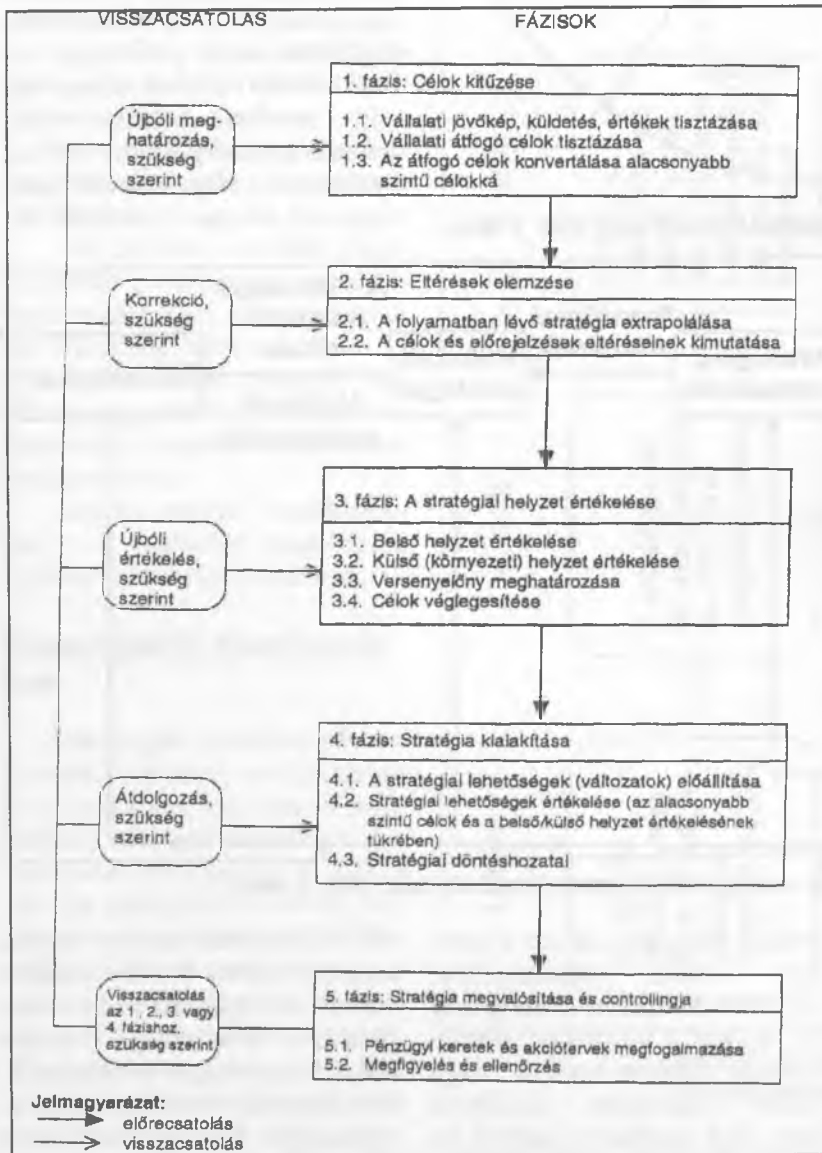 VISSZACSATOLÁS
FÁZISOK
1. fázis: Célok kitűzése
1.1. Vállalati jövőkép, küldetés, értékek tisztázása
1.2. Vállalati átfogó célok tisztázása
1.3. Az átfogó célok konvertálása alacsonyabb
szintű célokká
Újbóli meg-
határozás,
szükség
szerint
2. fázis: Eltérések elemzése
2.1. A folyamatban lévő stratégia extrapolálása
2.2. A célok és előrejelzések eltéréseinek kimutatása
Korrekció,
szükség
szerint
3. fázis: A stratégiai helyzet értékelése
3.1. Belső helyzet értékelése
3.2. Külső (környezeti) helyzet értékelése
3.3. Versenyelőny meghatározása
3.4. Célok véglegesítése
Újbóli
értékelés,
szükség
szerint
4. fázis: Stratégia kialakítása
4.1. A stratégiai lehetőségek (változatok) előállítása
4.2. Stratégiai lehetőségek értékelése (az alacsonyabb
szintű célok és a belső/külső helyzet értékelésének
tükrében)
4.3. Stratégiai döntéshozatal
Átdolgozás,
szükség
szerint
5. fázis: Stratégia megvalósítása és controllingja
5.1. Pénzügyi keretek és akciótervek megfogalmazása
5.2. Megfigyelés és ellenőrzés
Visszacsatolás
az 1., 2., 3. vagy
4. fázishoz,
szükség szerint
Jelmagyarázat:
előrecsatolás
visszacsatolás